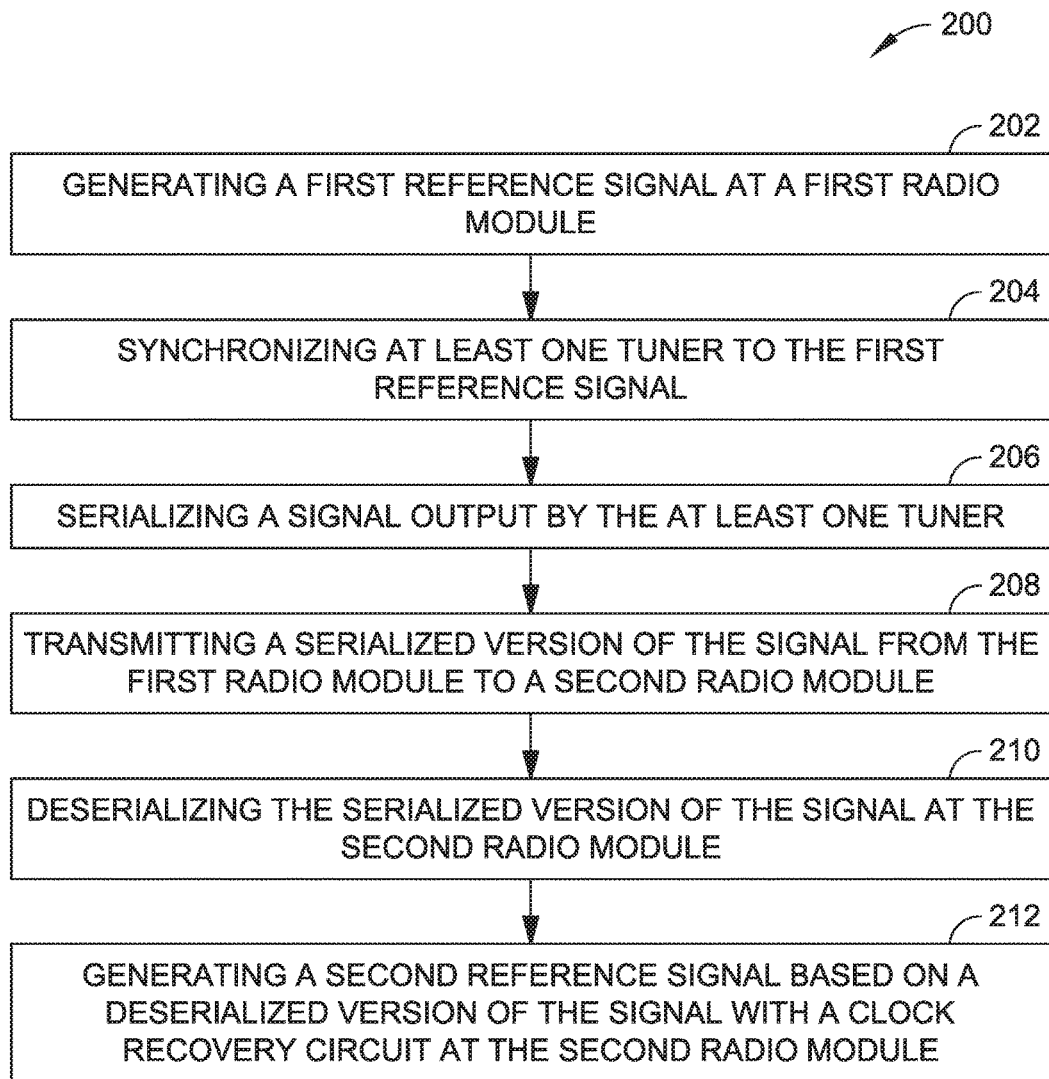 200
202
GENERATING A FIRST REFERENCE SIGNAL AT A FIRST RADIO
MODULE
204
SYNCHRONIZING AT LEAST ONE TUNER TO THE FIRST
REFERENCE SIGNAL
206
SERIALIZING A SIGNAL OUTPUT BY THE AT LEAST ONE TUNER
208
TRANSMITTING A SERIALIZED VERSION OF THE SIGNAL FROM THE
FIRST RADIO MODULE TO A SECOND RADIO MODULE
210
DESERIALIZING THE SERIALIZED VERSION OF THE SIGNAL AT THE
SECOND RADIO MODULE
212
GENERATING A SECOND REFERENCE SIGNAL BASED ON A
DESERIALIZED VERSION OF THE SIGNAL WITH A CLOCK
RECOVERY CIRCUIT AT THE SECOND RADIO MODULE